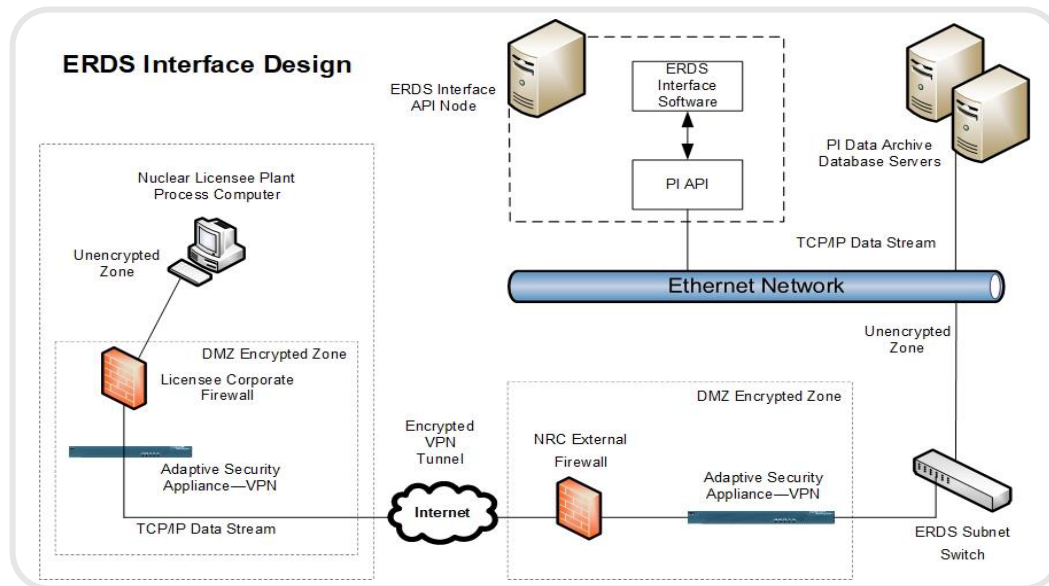 ERDS Interface Design
ERDS Interface
API Node
ERDS
Interface
Software
PI API
PI Data Archive
Database Servers
TCP/IP Data Stream
Ethernet Network
Unencrypted
Zone
Nuclear Licensee Plant
Process Computer
Unencrypted
Zone
DMZ Encrypted Zone
Licensee Corporate
Firewall
Adaptive Security
Appliance—VPN
TCP/IP Data Stream
Encrypted
VPN
Tunnel
Internet
DMZ Encrypted Zone
NRC External
Firewall
Adaptive Security
Appliance—VPN
ERDS Subnet
Switch